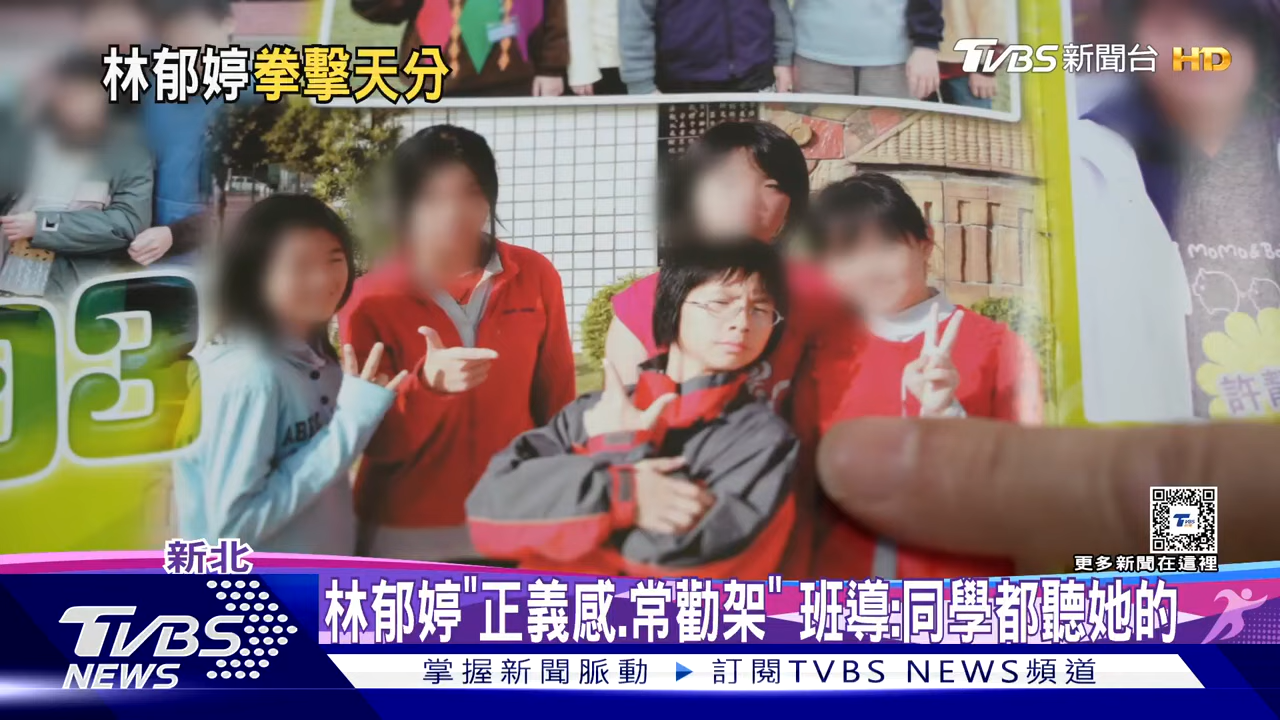 林郁婷拳擊天分
TVBS新聞台 HD
MOMO&B
03
許
更多新聞在這裡
新北
林郁婷"正義感.常勸架" 班導:同學都聽她的
TVBS NEWS
掌握新聞脈動 ▶ 訂閱TVBS NEWS頻道